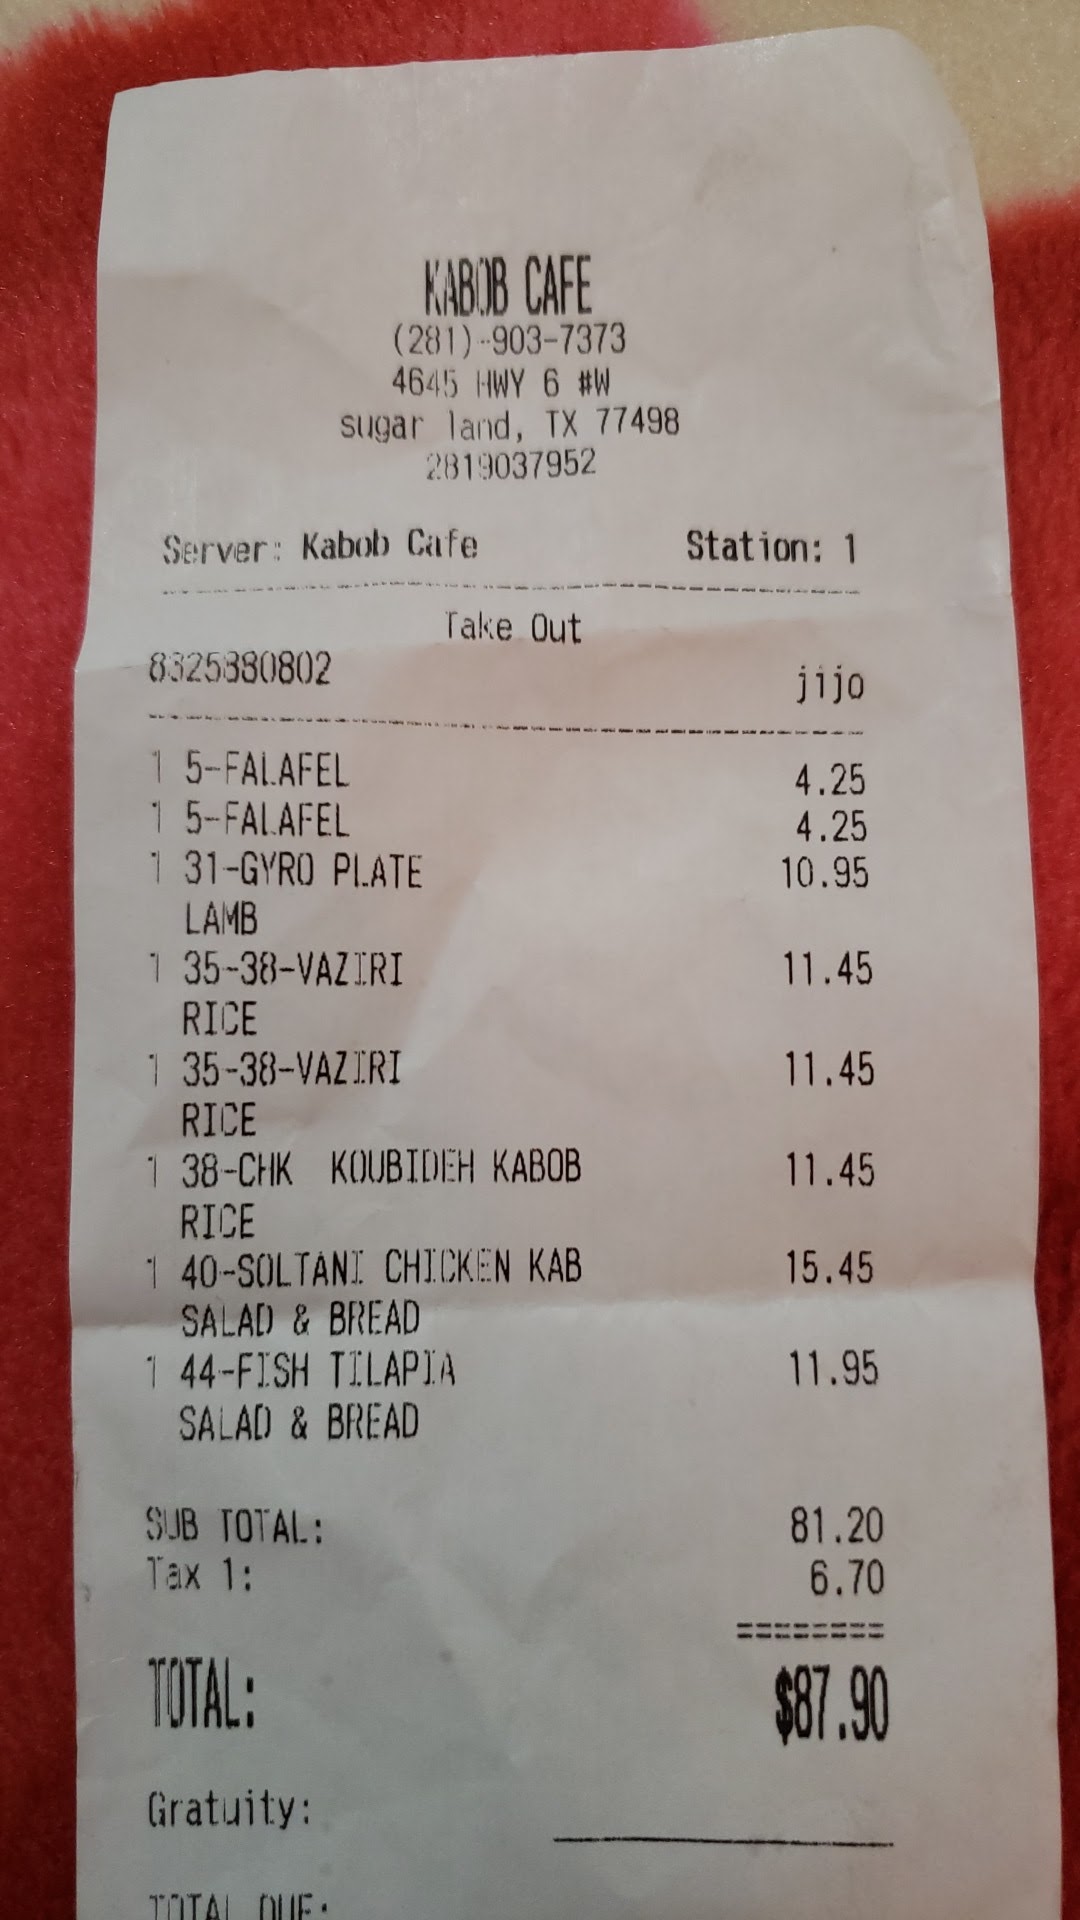 KABOB CAFE
(281)-903-7373
4645 HWY 6 #W
sugar land, TX 77498
2819037952
Server: Kabob Cafe Station: 1
Take Out
8325880802 jijo
1 5-FALAFEL 4.25
1 5-FALAFEL 4.25
1 31-GYRO PLATE 10.95
LAMB
1 35-38-VAZIRI 11.45
RICE
1 35-38-VAZIRI 11.45
RICE
1 38-CHK KOUBIDEH KABOB 11.45
RICE
1 40-SOLTANI CHICKEN KAB 15.45
SALAD & BREAD
1 44-FISH TILAPIA 11.95
SALAD & BREAD
SUB TOTAL: 81.20
Tax 1: 6.70
========
TOTAL: $87.90
Gratuity:
TOTAL DUE: